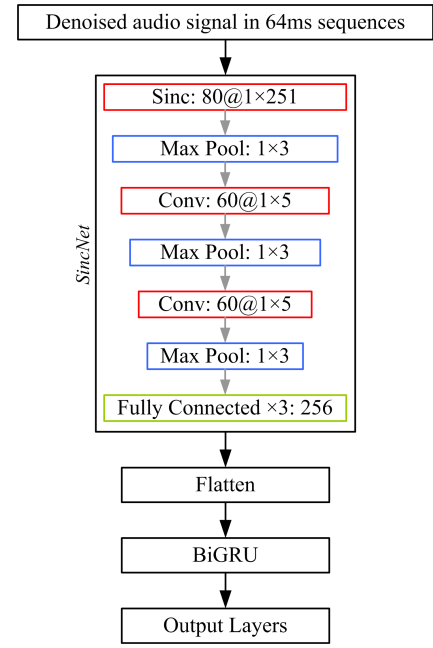 Denoised audio signal in 64ms sequences
SincNet
Sinc: 80@1×251
Max Pool: 1×3
Conv: 60@1×5
Max Pool: 1×3
Conv: 60@1×5
Max Pool: 1×3
Fully Connected ×3: 256
Flatten
BiGRU
Output Layers